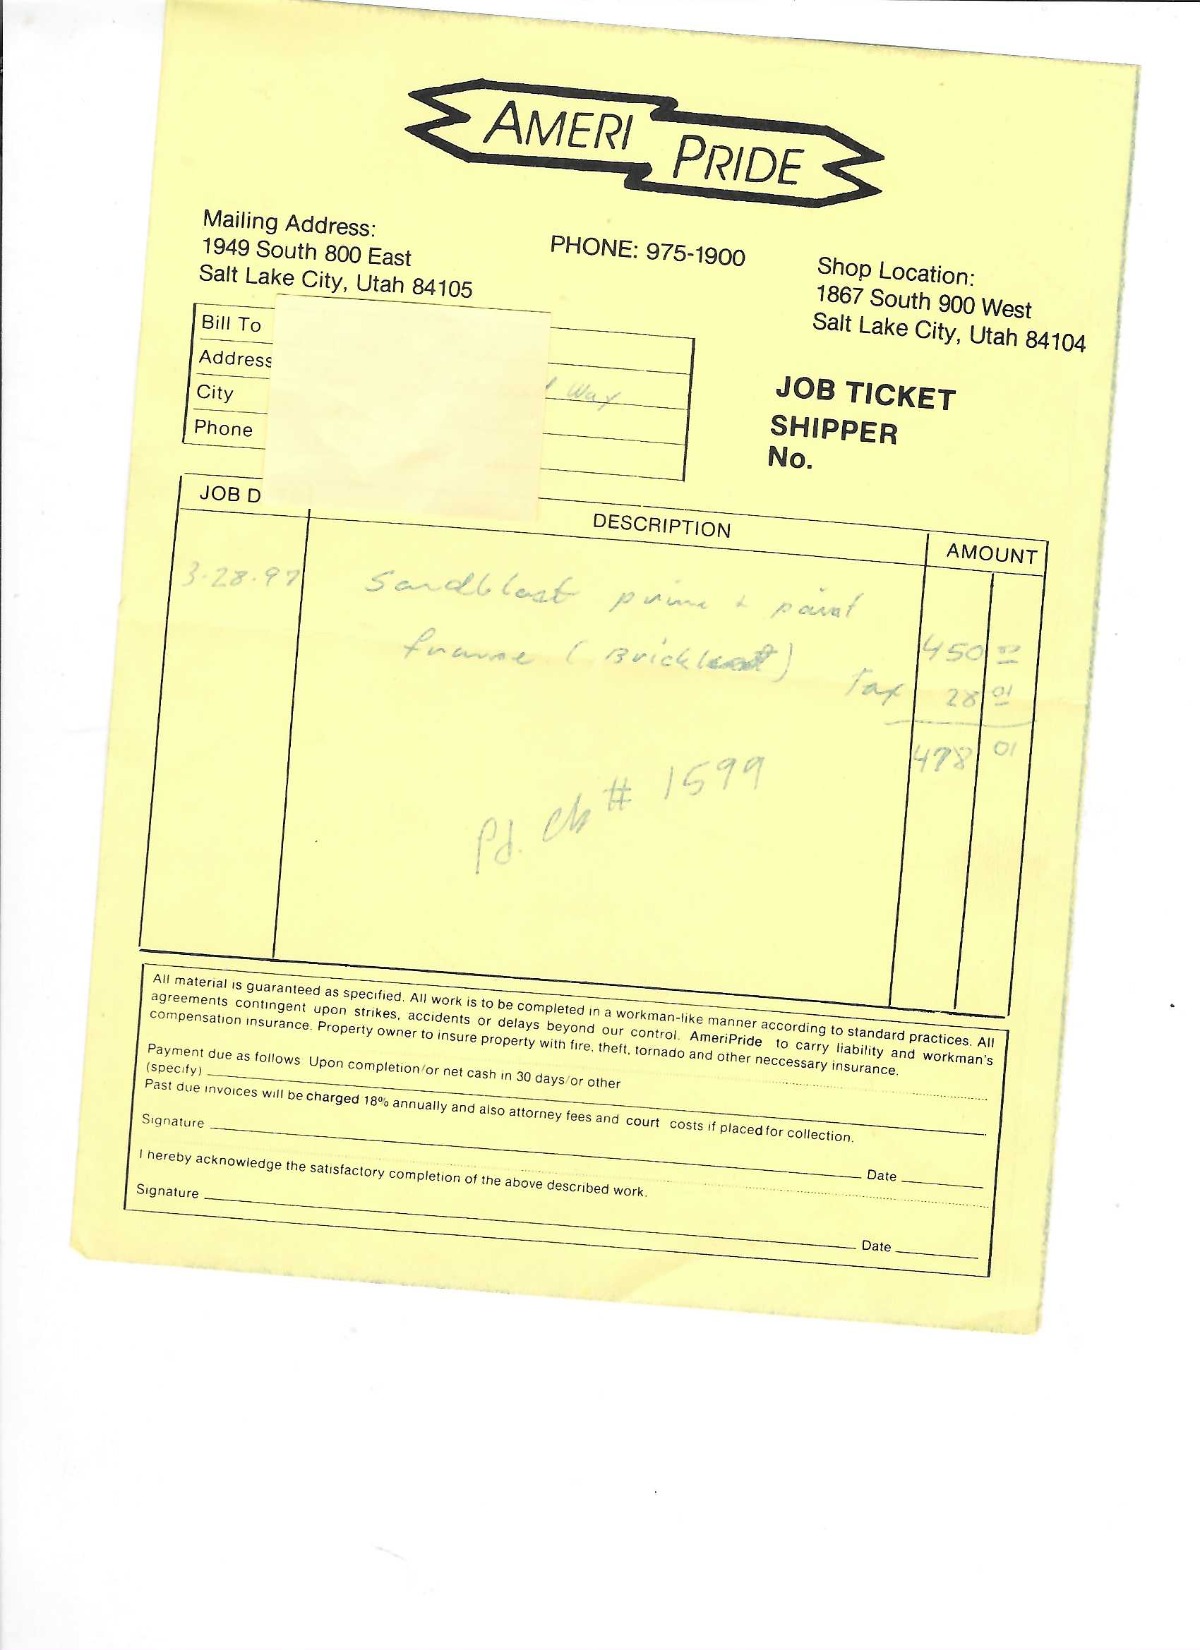 AMERI PRIDE
Mailing Address:
1949 South 800 East
Salt Lake City, Utah 84105
PHONE: 975-1900
Shop Location:
1867 South 900 West
Salt Lake City, Utah 84104
Bill To
Address
Way
City
Phone
JOB TICKET
SHIPPER
No.
JOB D
DESCRIPTION
AMOUNT
3-28-97
Sandblast prime & paint
frame (Brick
450 00
Tax 28 01
478 01
Pd. Ck # 1599
All material is guaranteed as specified. All work is to be completed in a workman-like manner according to standard practices. All
agreements contingent upon strikes, accidents or delays beyond our control. AmeriPride to carry liability and workman's
compensation insurance. Property owner to insure property with fire, theft, tornado and other neccessary insurance.
Payment due as follows Upon completion/or net cash in 30 days/or other
(specify)
Past due invoices will be charged 18% annually and also attorney fees and court costs if placed for collection.
Signature
Date
I hereby acknowledge the satisfactory completion of the above described work.
Signature
Date